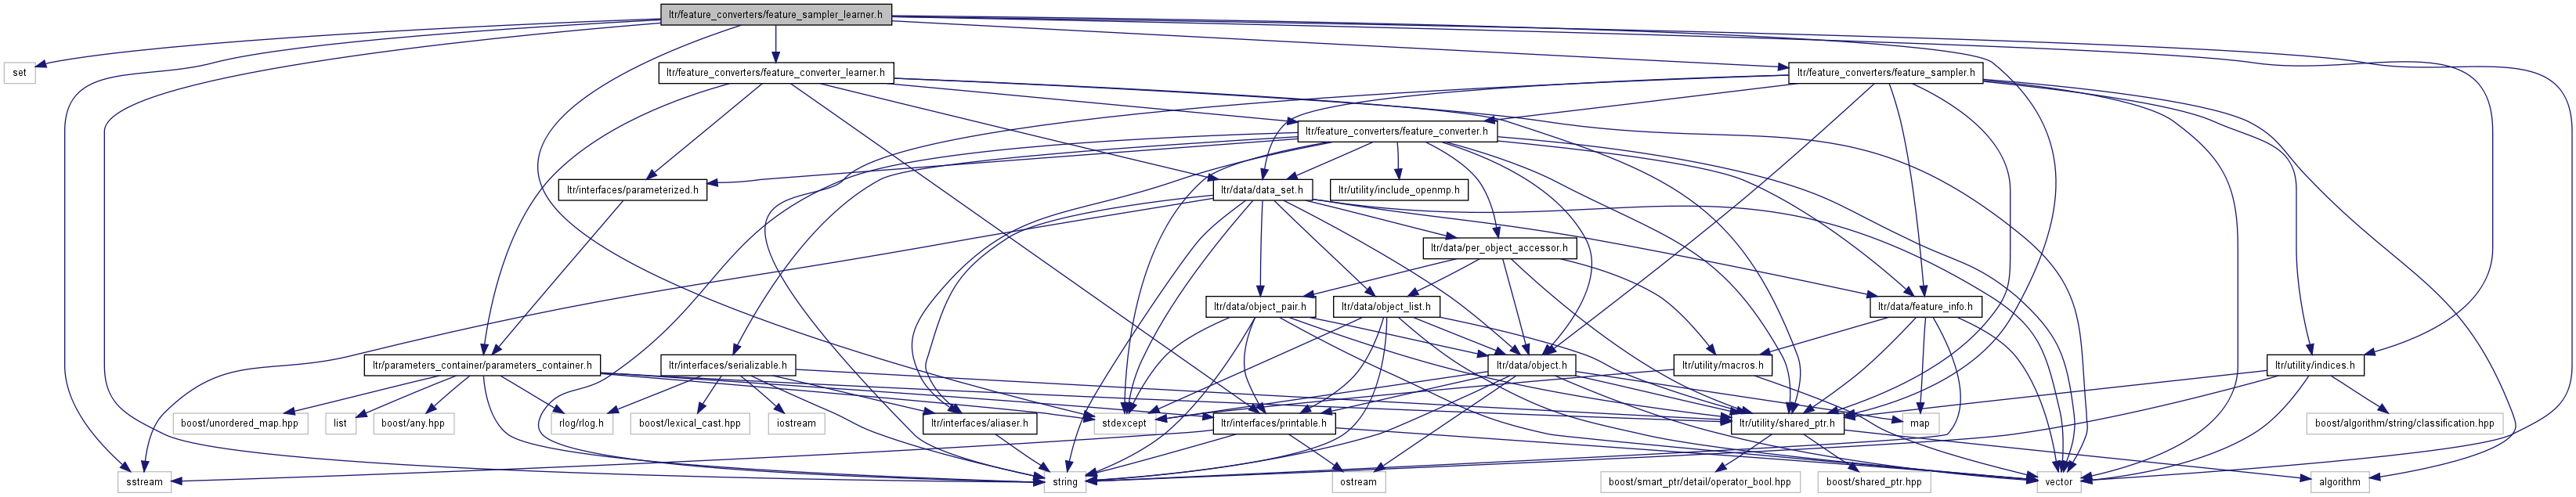 ltr/feature_converters/feature_sampler_learner.h
set
ltr/feature_converters/feature_converter_learner.h
ltr/feature_converters/feature_sampler.h
ltr/feature_converters/feature_converter.h
ltr/interfaces/parameterized.h
ltr/data/data_set.h
ltr/utility/include_openmp.h
ltr/data/per_object_accessor.h
ltr/data/object_pair.h
ltr/data/object_list.h
ltr/data/feature_info.h
ltr/parameters_container/parameters_container.h
ltr/interfaces/serializable.h
ltr/data/object.h
ltr/utility/macros.h
ltr/utility/indices.h
boost/unordered_map.hpp
list
boost/any.hpp
rlog/rlog.h
boost/lexical_cast.hpp
iostream
ltr/interfaces/aliaser.h
stdexcept
ltr/interfaces/printable.h
ltr/utility/shared_ptr.h
map
boost/algorithm/string/classification.hpp
sstream
string
ostream
boost/smart_ptr/detail/operator_bool.hpp
boost/shared_ptr.hpp
vector
algorithm